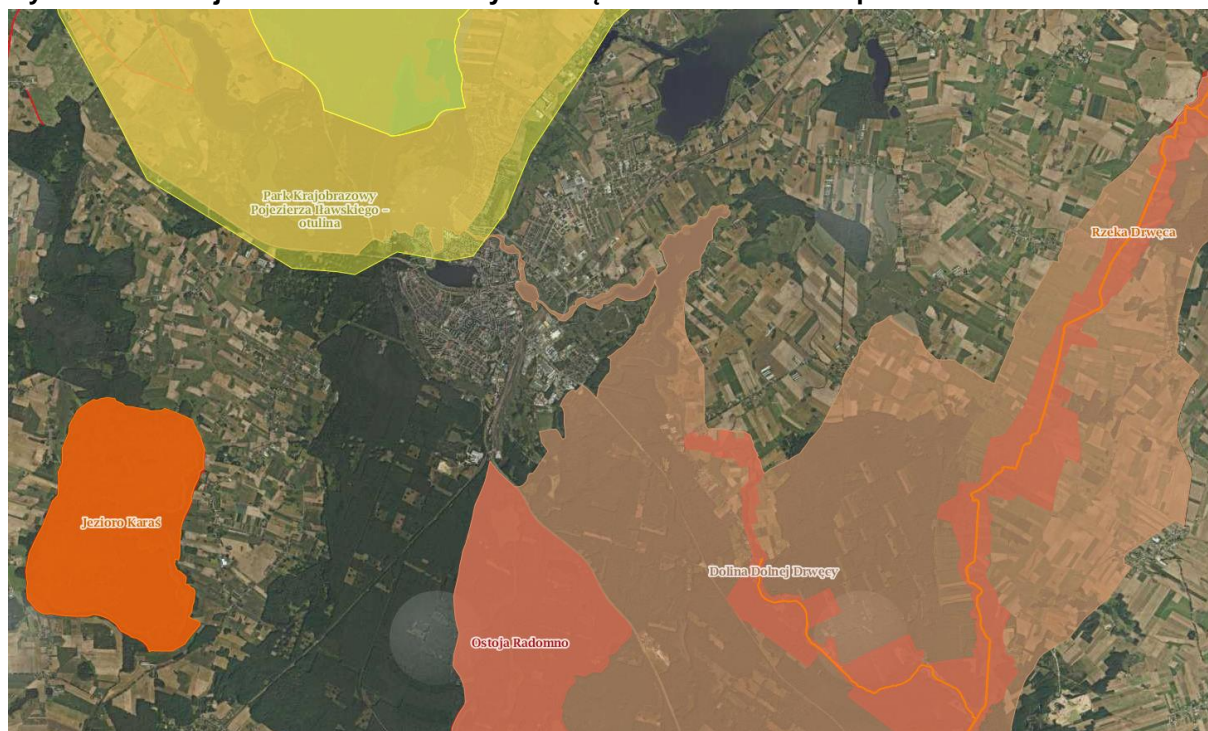 Park Krajobrazowy
Pojezierza Iławskiego -
otulina
Rzeka Drwęca
Jezioro Karaś
Dolina Dolnej Drwęcy
Ostoja Radomno